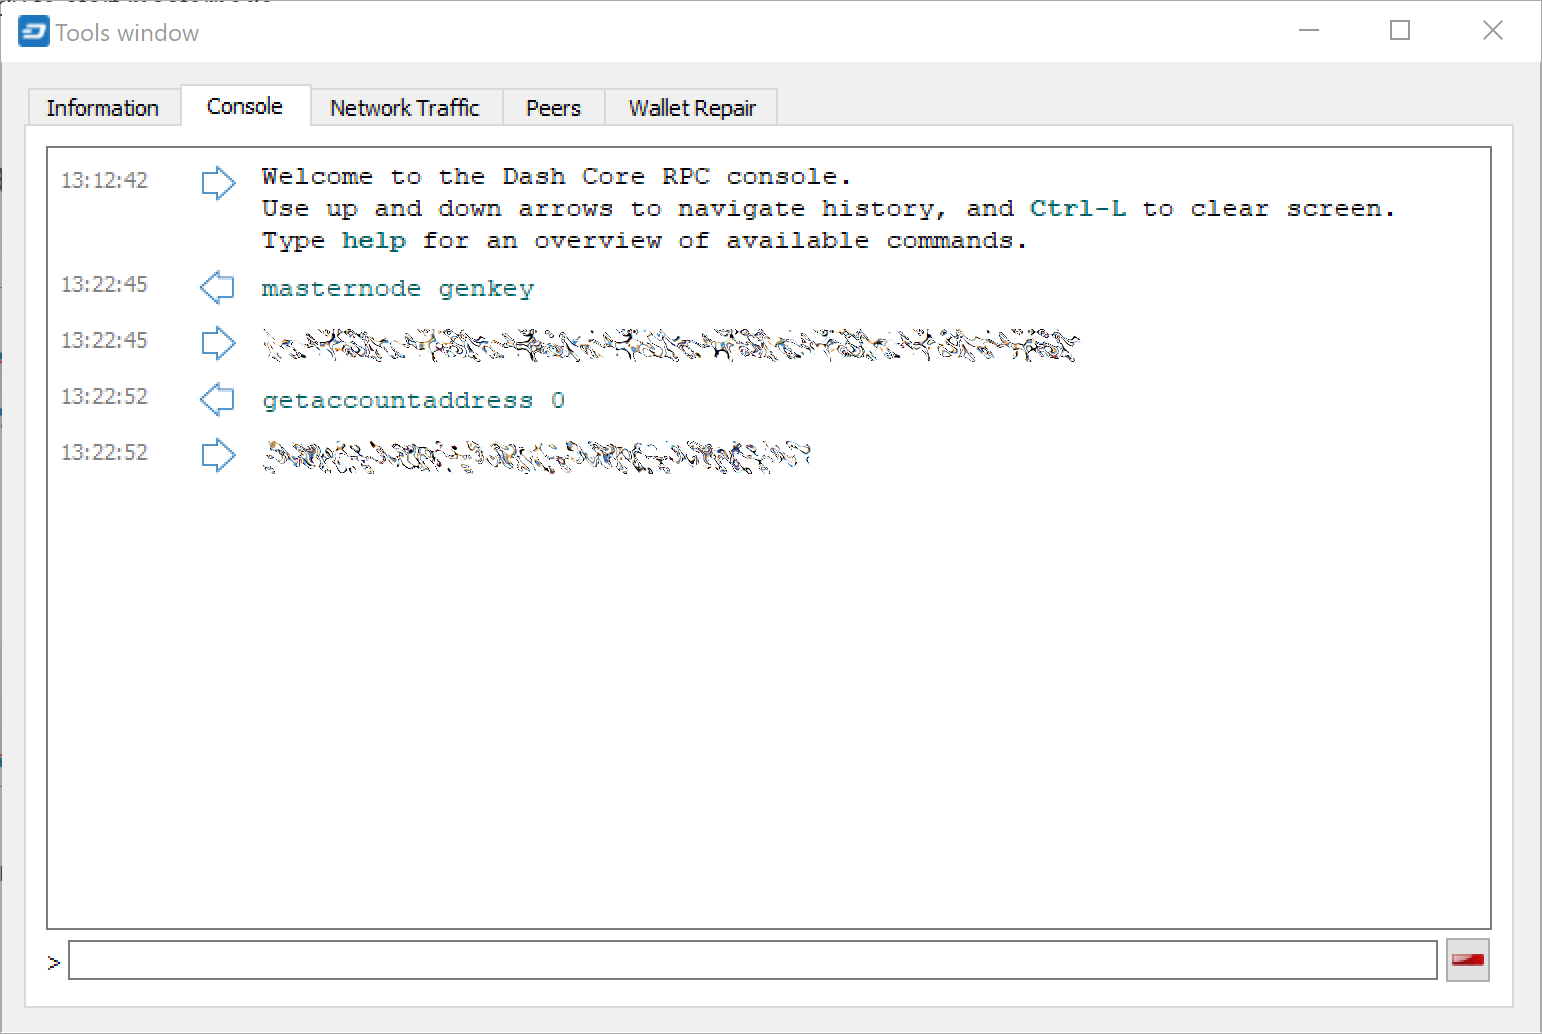 Tools window
Information Console Network Traffic Peers Wallet Repair
13:12:42 Welcome to the Dash Core RPC console.
Use up and down arrows to navigate history, and Ctrl-L to clear screen.
Type help for an overview of available commands.
13:22:45 masternode genkey
13:22:45
13:22:52 getaccountaddress 0
13:22:52
>